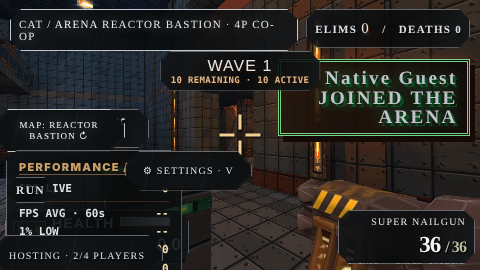 CAT / ARENA REACTOR BASTION · 4P CO-
OP
ELIMS 0 / DEATHS 0
WAVE 1
10 REMAINING · 10 ACTIVE
Native Guest
JOINED THE
ARENA
MAP: REACTOR
BASTION ↻
PERFORMANCE
⚙ SETTINGS · V
RUN
FPS AVG · 60s --
1% LOW --
HEALTH
HOSTING · 2/4 PLAYERS
SUPER NAILGUN
36 / 36